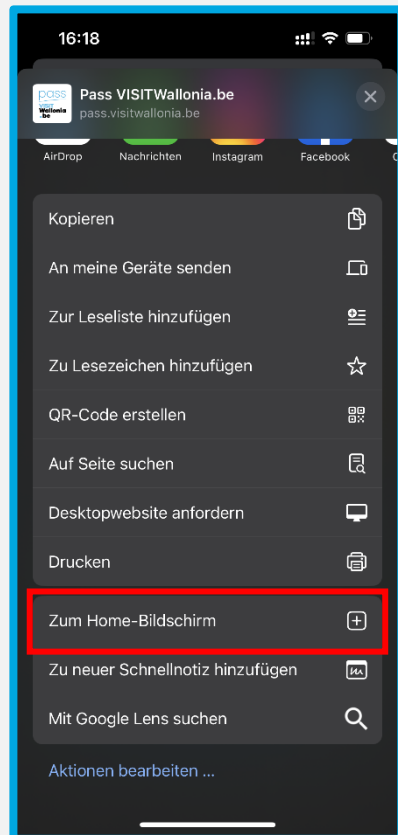 16:18
pass
VISIT
Wallonia
.be
Pass VISITWallonia.be
pass.visitwallonia.be
AirDrop Nachrichten Instagram Facebook
Kopieren
An meine Geräte senden
Zur Leseliste hinzufügen
Zu Lesezeichen hinzufügen
QR-Code erstellen
Auf Seite suchen
Desktopwebsite anfordern
Drucken
Zum Home-Bildschirm
Zu neuer Schnellnotiz hinzufügen
Mit Google Lens suchen
Aktionen bearbeiten ...